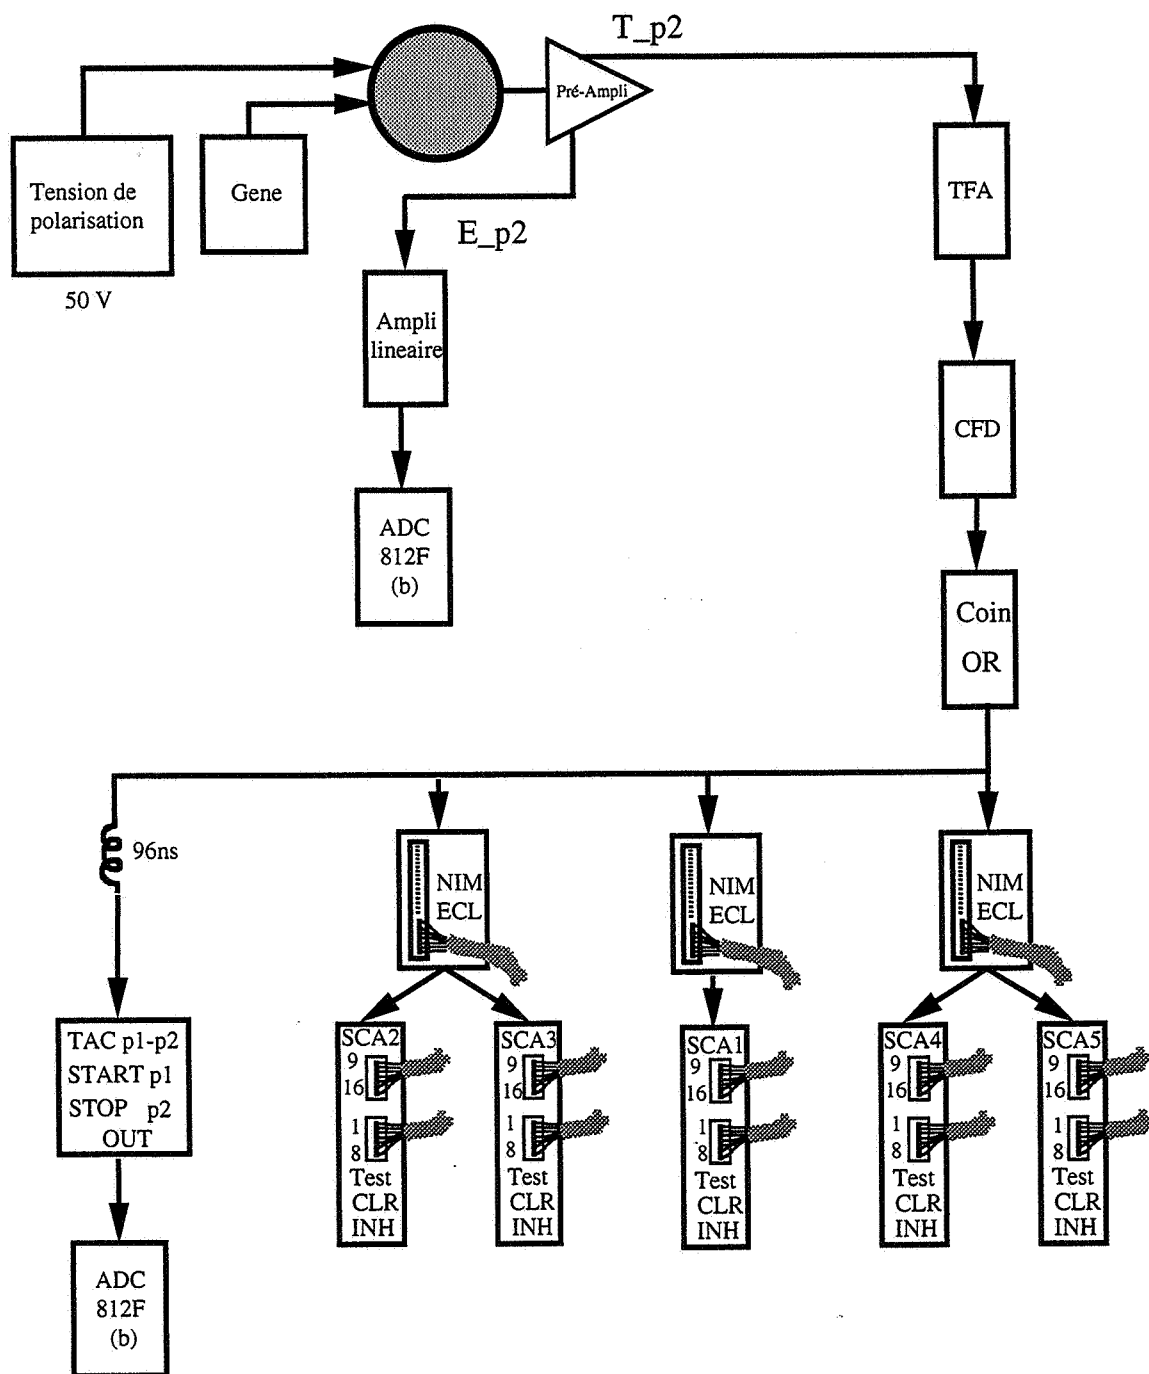 T_p2
Pré-Ampli
Tension de
polarisation
Gene
TFA
E_p2
50 V
Ampli
lineaire
CFD
ADC
812F
(b)
Coin
OR
96ns
NIM
ECL
NIM
ECL
NIM
ECL
TAC p1-p2
START p1
STOP p2
OUT
SCA2
9
16
1
8
Test
CLR
INH
SCA3
9
16
1
8
Test
CLR
INH
SCA1
9
16
1
8
Test
CLR
INH
SCA4
9
16
1
8
Test
CLR
INH
SCA5
9
16
1
8
Test
CLR
INH
ADC
812F
(b)